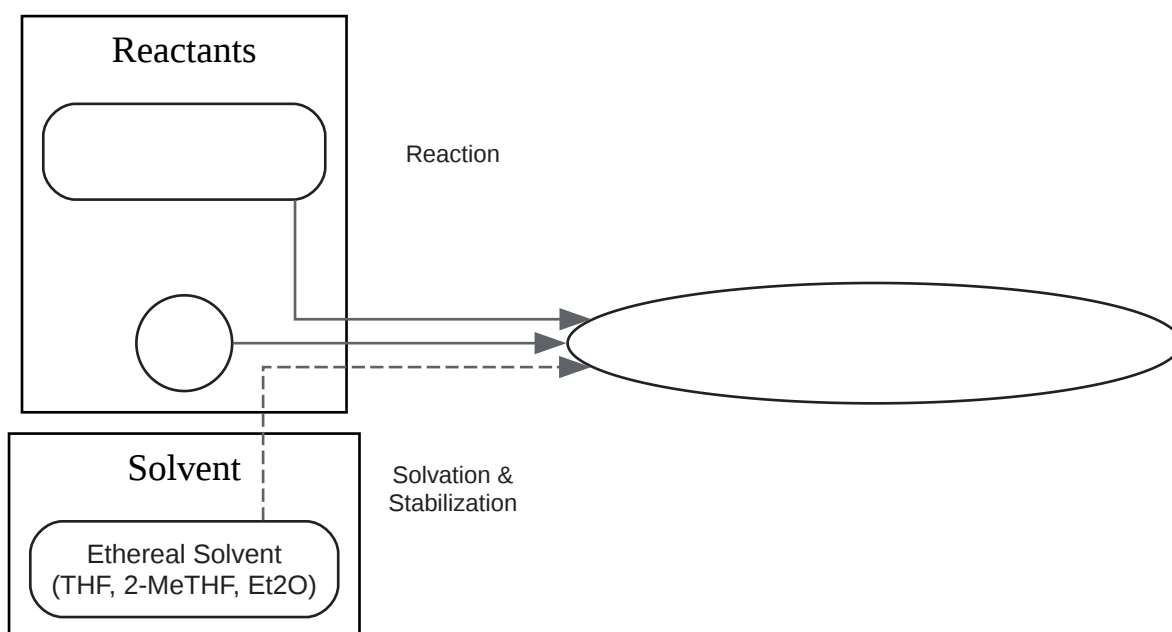 Reactants
Reaction
Solvent
Solvation &
Stabilization
Ethereal Solvent
(THF, 2-MeTHF, Et2O)